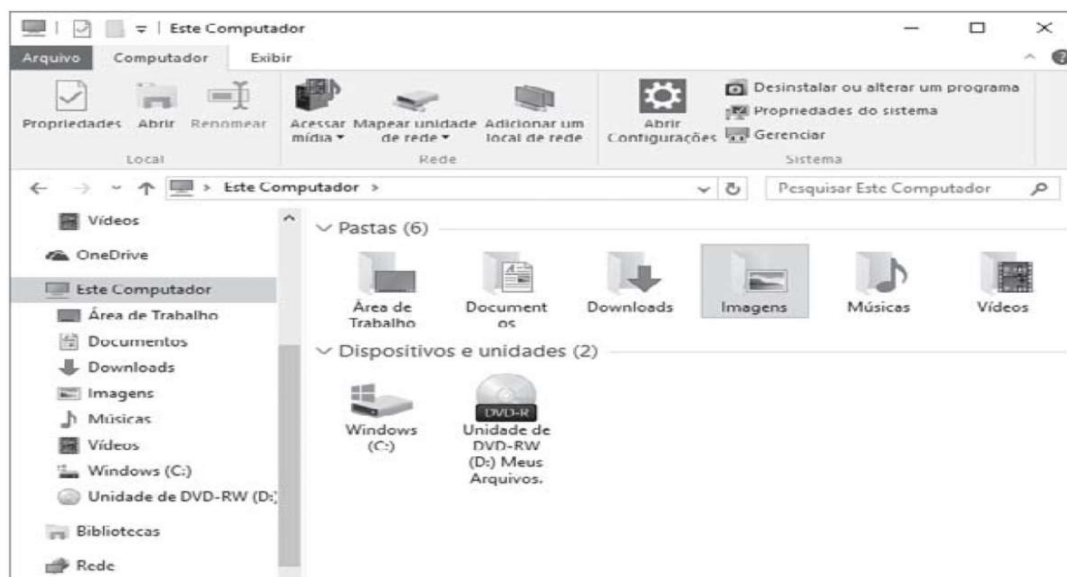 Este Computador
Arquivo Computador Exibir
Propriedades Abrir Renomear
Acessar mídia Mapear unidade de rede Adicionar um local de rede
Abrir Configurações
Desinstalar ou alterar um programa
Propriedades do sistema
Gerenciar
Local Rede Sistema
Este Computador
Pesquisar Este Computador
Vídeos
OneDrive
Este Computador
Área de Trabalho
Documentos
Downloads
Imagens
Músicas
Vídeos
Windows (C:)
Unidade de DVD-RW (D:)
Bibliotecas
Rede
Pastas (6)
Área de
Trabalho
Document
os
Downloads
Imagens
Músicas
Vídeos
Dispositivos e unidades (2)
Windows
(C:)
DVD-R
Unidade de
DVD-RW
(D:) Meus
Arquivos.